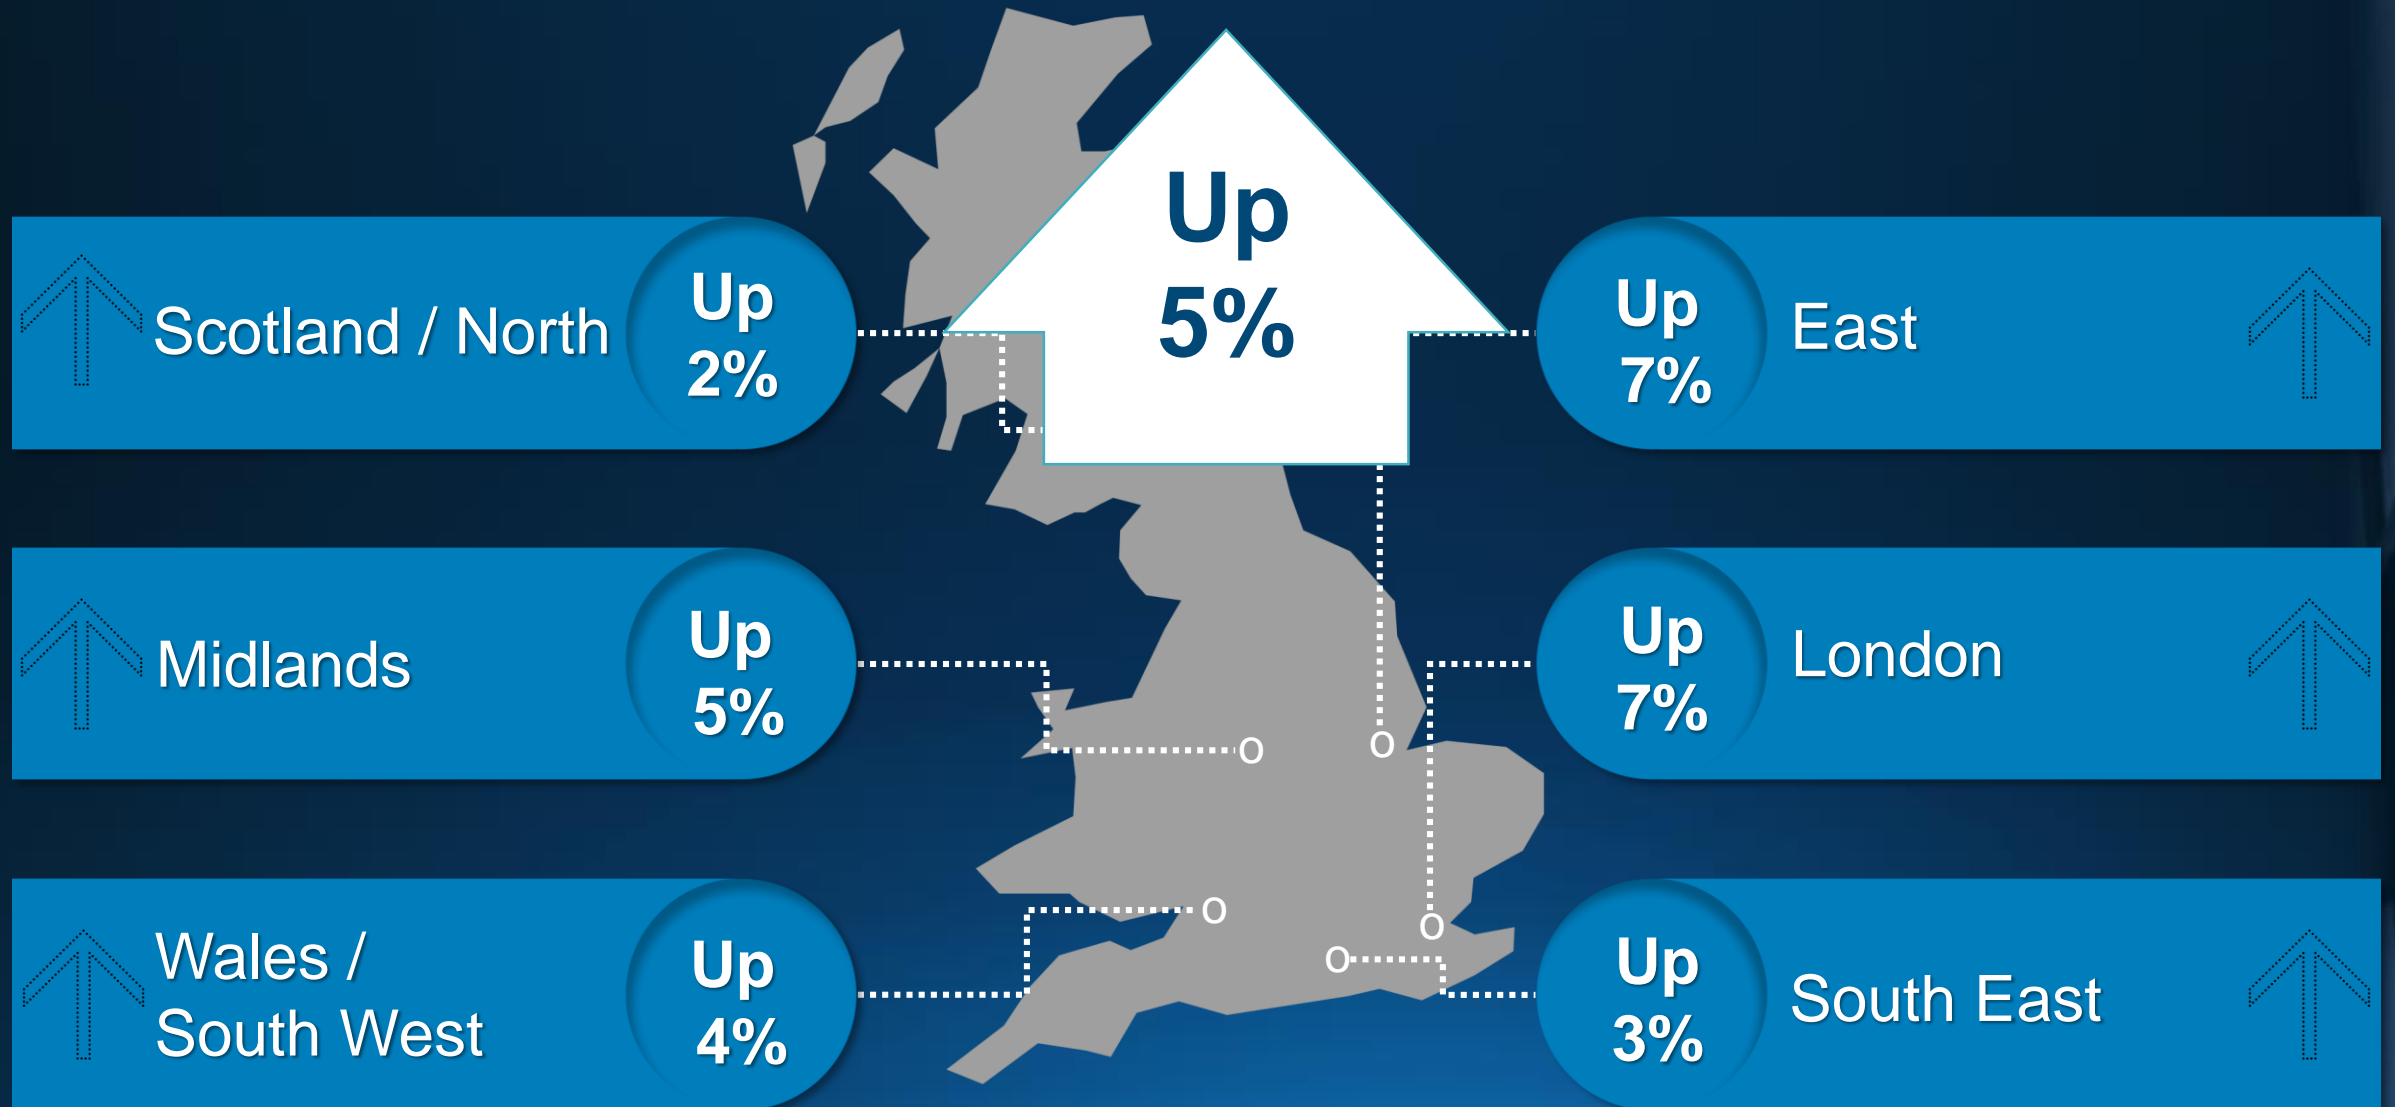 Up
5%
Scotland / North
Up
2%
Up
7%
East
Midlands
Up
5%
Up
7%
London
Wales /
South West
Up
4%
Up
3%
South East